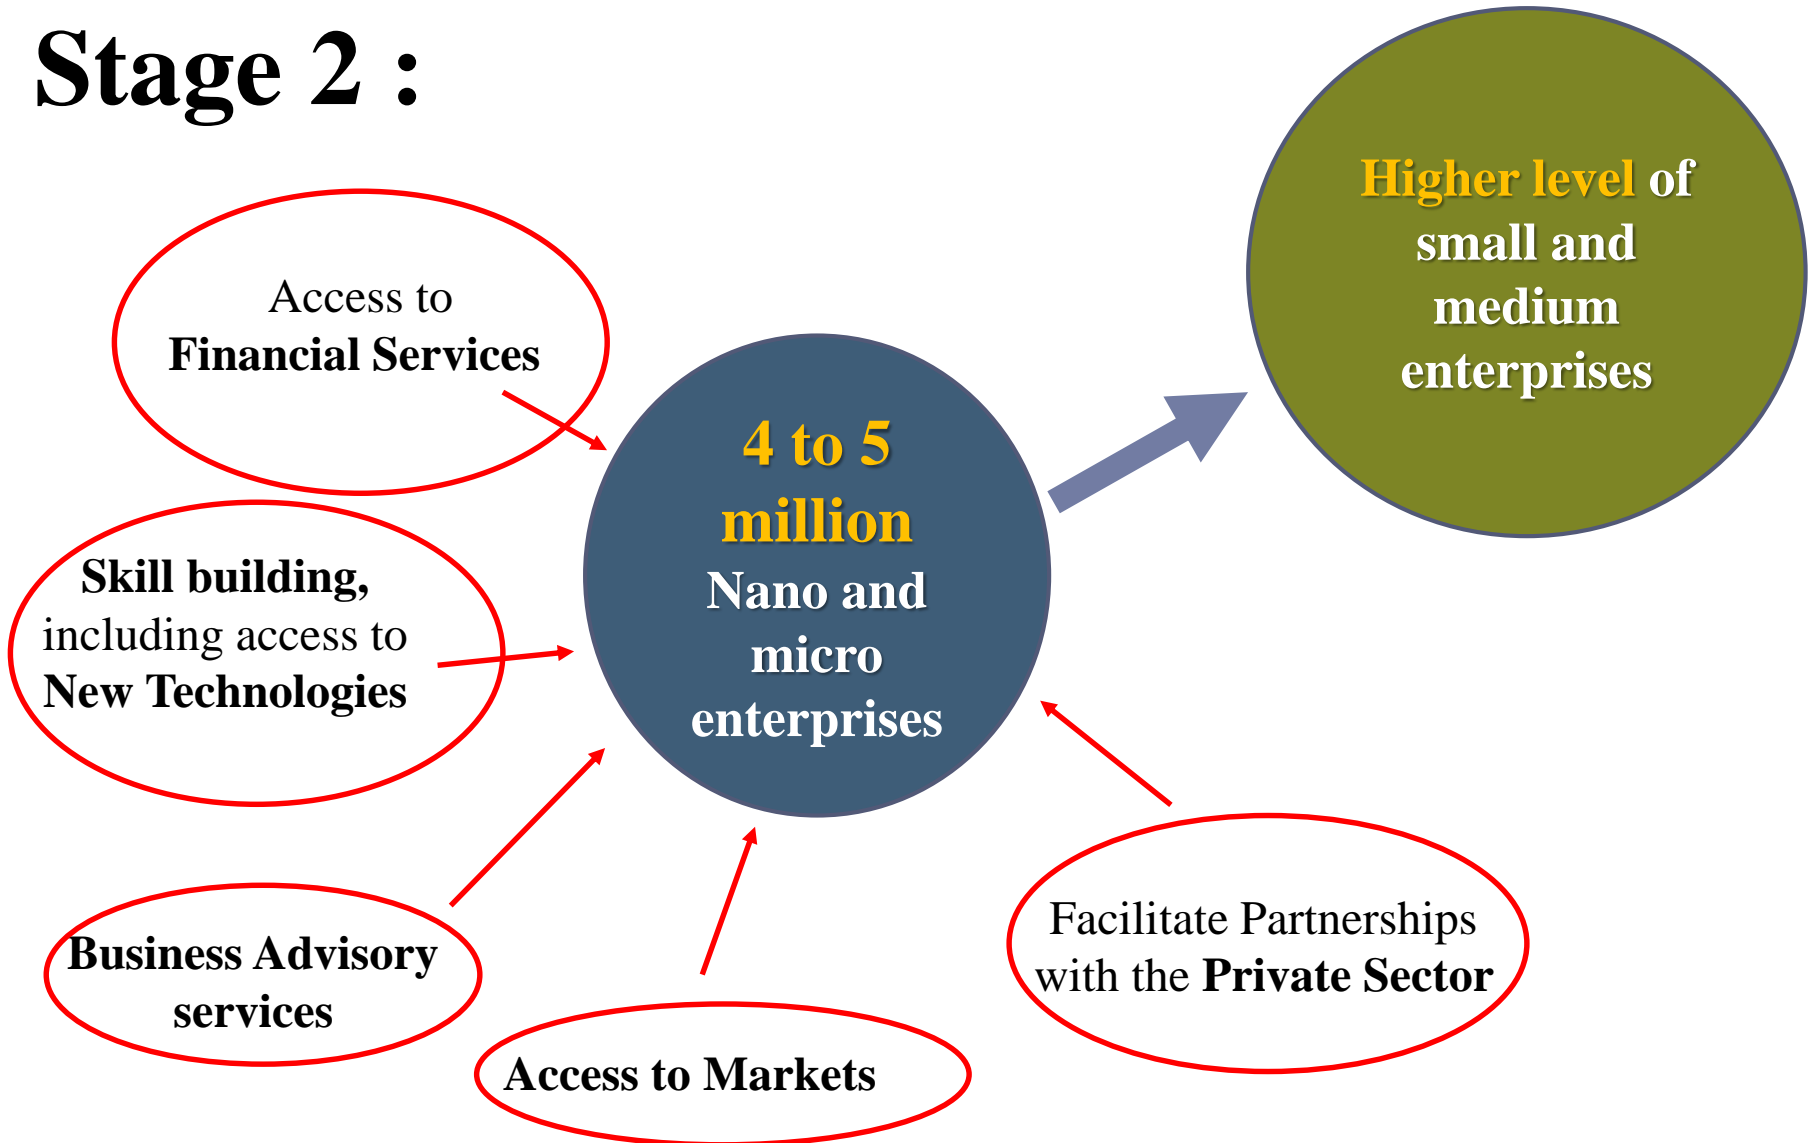 Stage 2 :
Higher level of
small and
medium
enterprises
Access to
Financial Services
4 to 5
million
Nano and
micro
enterprises
Skill building,
including access to
New Technologies
Business Advisory
services
Access to Markets
Facilitate Partnerships
with the Private Sector